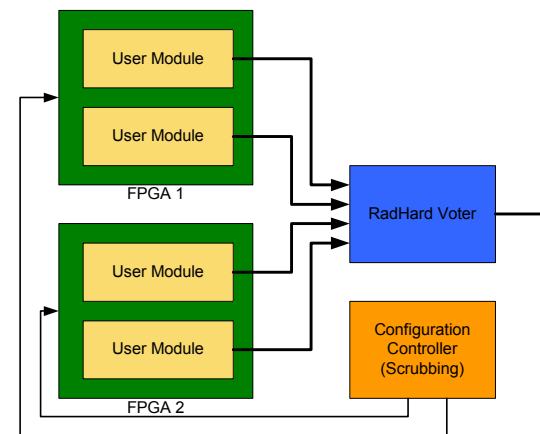 User Module
User Module
FPGA 1
RadHard Voter
User Module
User Module
FPGA 2
Configuration
Controller
(Scrubbing)